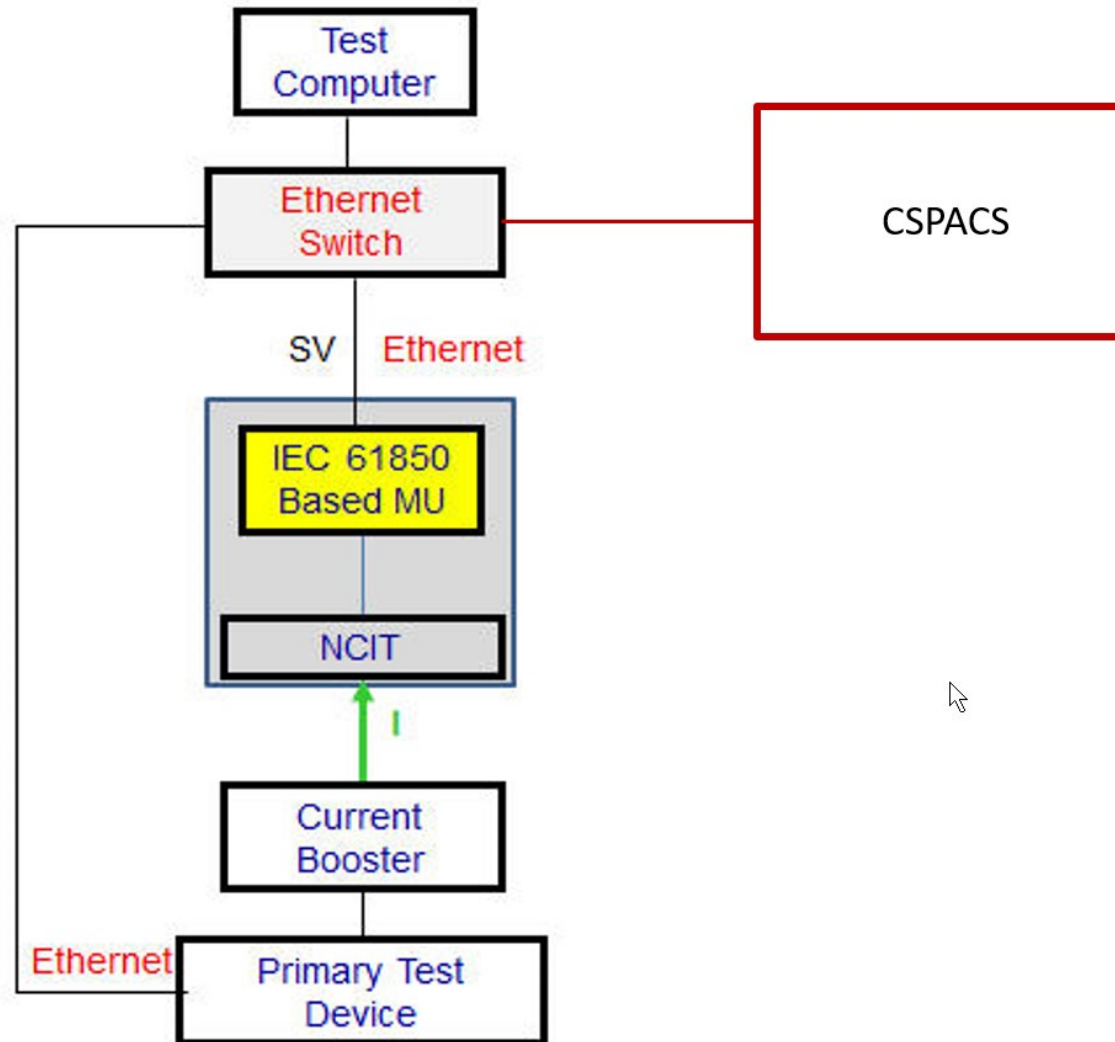 Test
Computer
Ethernet
Switch
CSPACS
SV
Ethernet
IEC 61850
Based MU
NCIT
I
Current
Booster
Ethernet
Primary Test
Device